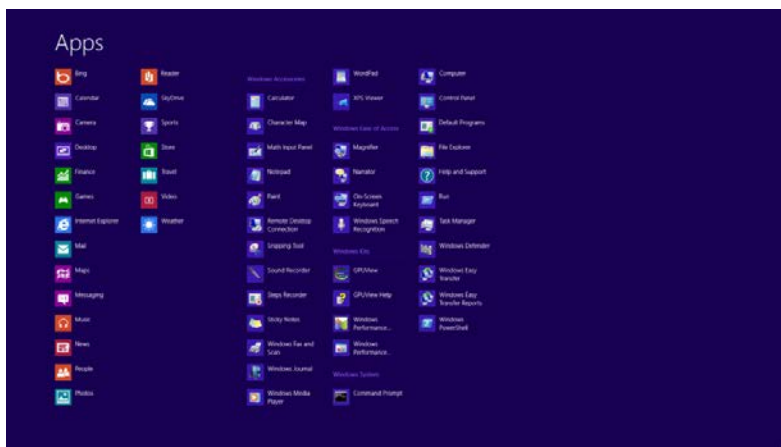 Apps
Bing
Calendar
Camera
Desktop
Finance
Games
Internet Explorer
Mail
Maps
Messaging
Music
News
People
Photos
Reader
SkyDrive
Sports
Store
Travel
Video
Weather
Windows Accessories
Calculator
Character Map
Math Input Panel
Notepad
Paint
Remote Desktop
Connection
Snipping Tool
Sound Recorder
Steps Recorder
Sticky Notes
Windows Fax and
Scan
Windows Journal
Windows Media
Player
WordPad
XPS Viewer
Windows Ease of Access
Magnifier
Narrator
On-Screen
Keyboard
Windows Speech
Recognition
Windows Kits
GPUView
GPUView Help
Windows
Performance...
Windows
Performance...
Windows System
Command Prompt
Computer
Control Panel
Default Programs
File Explorer
Help and Support
Run
Task Manager
Windows Defender
Windows Easy
Transfer
Windows Easy
Transfer Reports
Windows
PowerShell